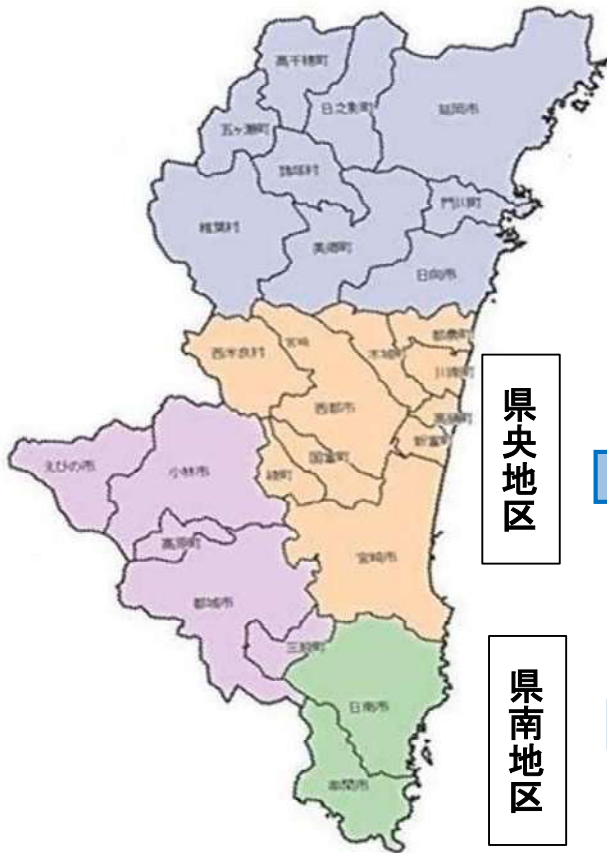 高千穂町
日之影町
延岡市
五ヶ瀬町
諸塚村
門川町
椎葉村
美郷町
日向市
都農町
西米良村
宮崎
木城町
川南町
西都市
高鍋町
新富町
国富町
綾町
えびの市
小林市
高原町
宮崎市
都城市
三股町
日南市
串間市
県央地区
県南地区